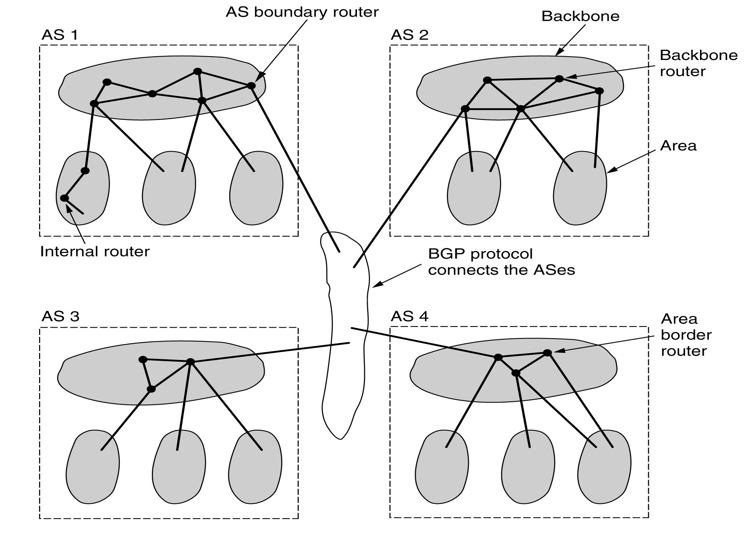 AS boundary router
Backbone
AS 1
AS 2
Backbone
router
Area
Internal router
BGP protocol
connects the ASes
AS 3
AS 4
Area
border
router